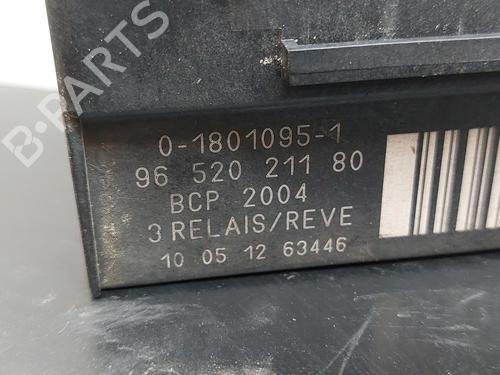 B-PARTS
0-1801095-1
96 520 211 80
BCP 2004
3 RELAIS/REVE
10 05 12 63446